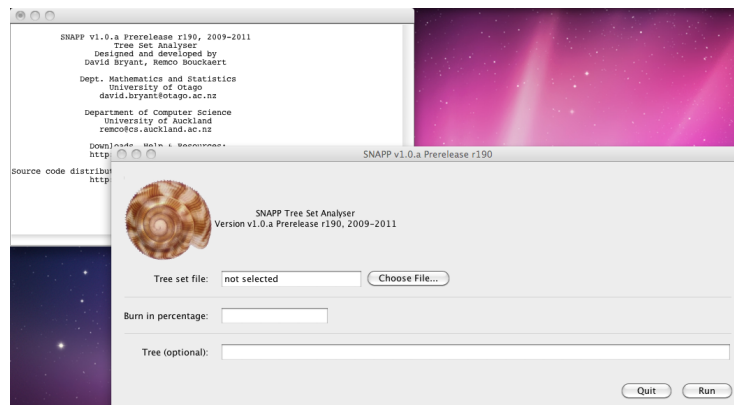 SNAPP v1.0.a Prerelease r190, 2009-2011
Tree Set Analyser
Designed and developed by
David Bryant, Remco Bouckaert
Dept. Mathematics and Statistics
University of Otago
david.bryant@otago.ac.nz
Department of Computer Science
University of Auckland
remco@cs.auckland.ac.nz
Downloads, Help & Resources:
http
Source code distribu
http
SNAPP v1.0.a Prerelease r190
SNAPP Tree Set Analyser
Version v1.0.a Prerelease r190, 2009-2011
Tree set file: not selected Choose File...
Burn in percentage:
Tree (optional):
Quit Run